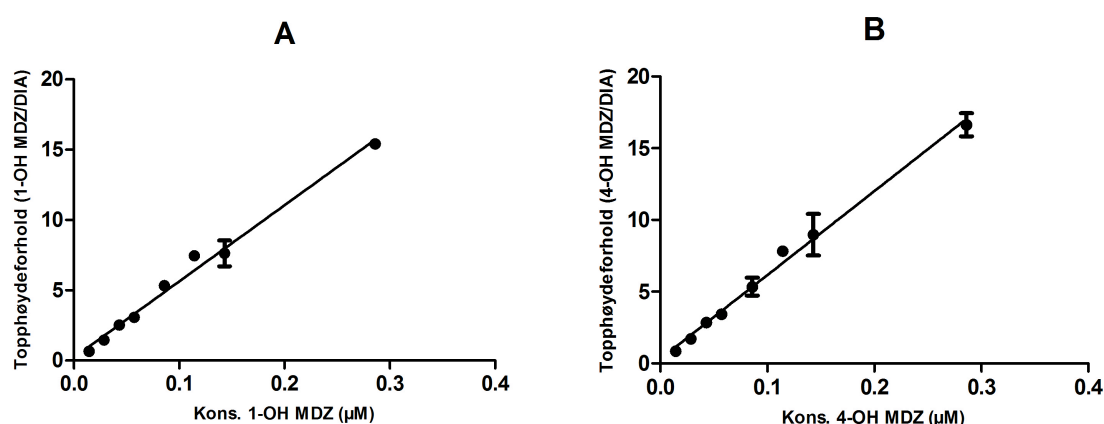 A
Topphøydeforhold (1-OH MDZ/DIA)
20
15
10
5
0
0.0 0.1 0.2 0.3 0.4
Kons. 1-OH MDZ (µM)
B
Topphøydeforhold (4-OH MDZ/DIA)
20
15
10
5
0
0.0 0.1 0.2 0.3 0.4
Kons. 4-OH MDZ (µM)